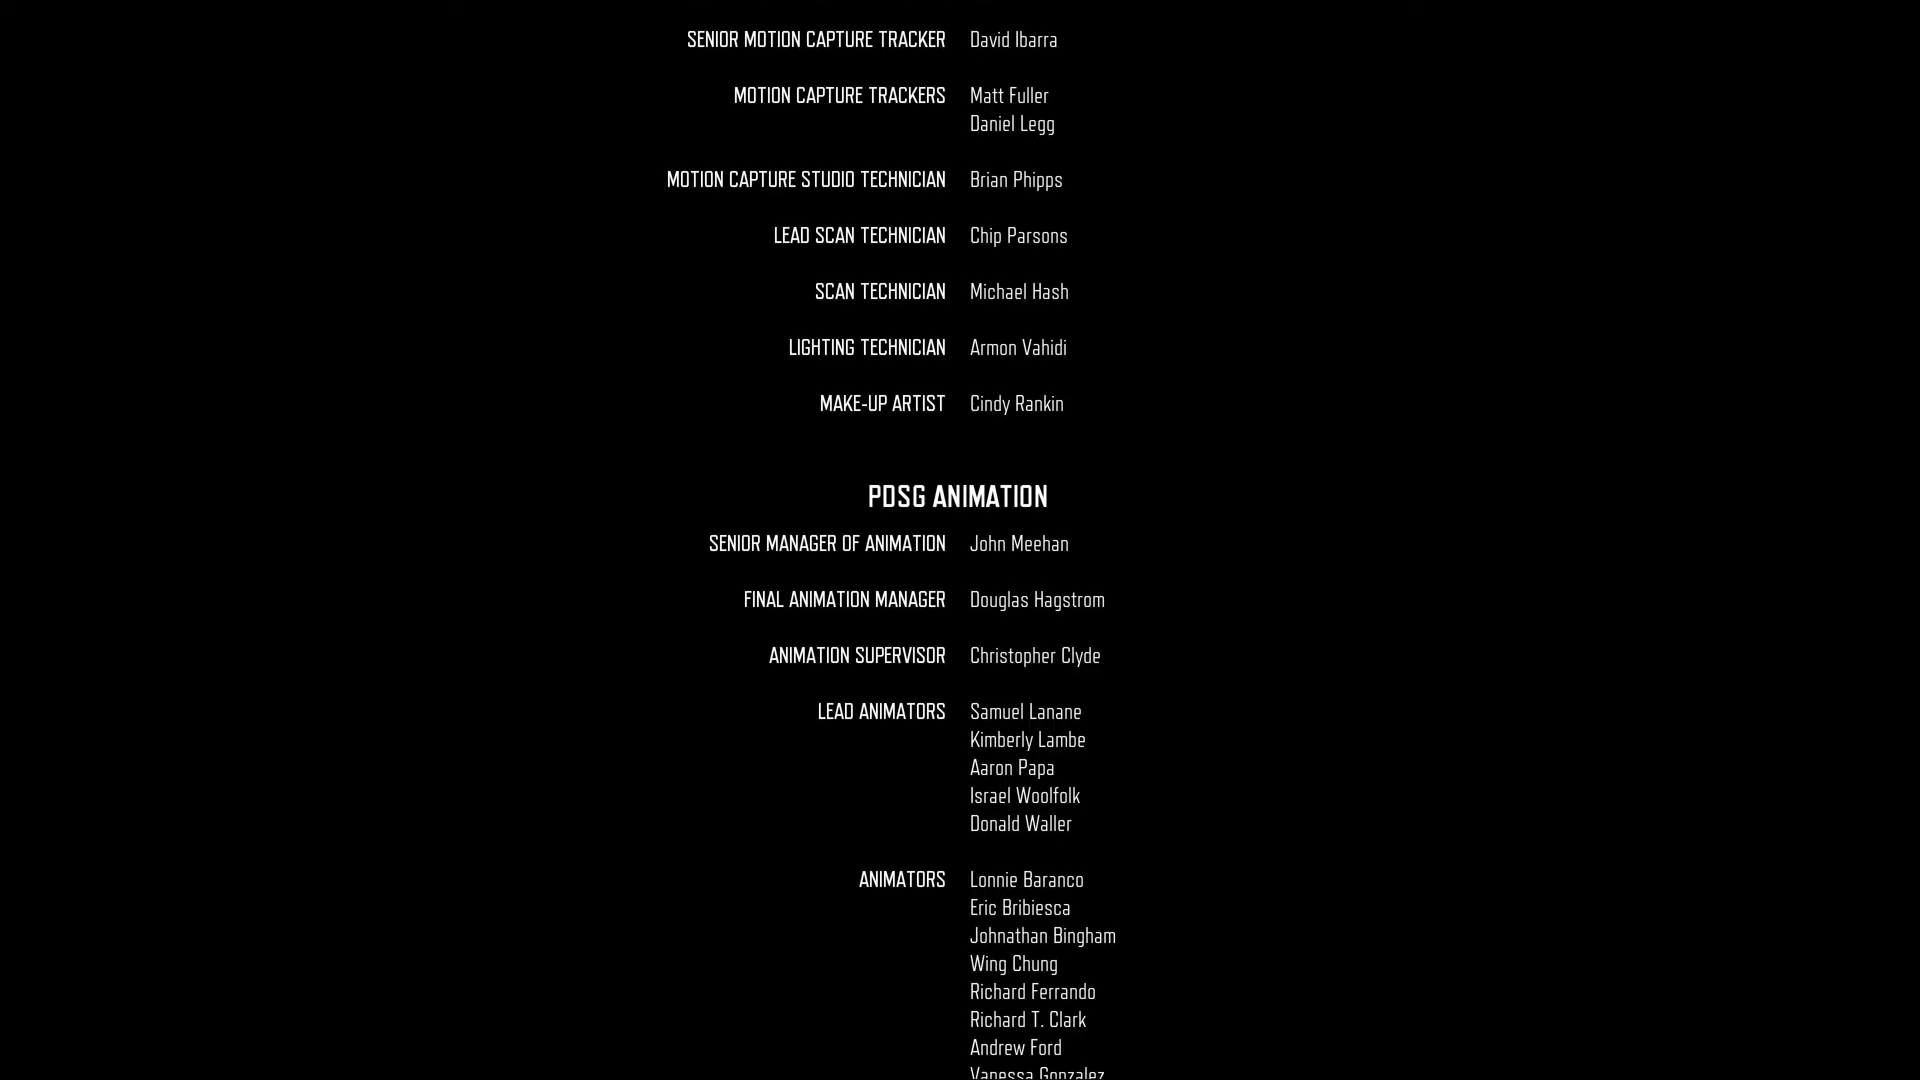 SENIOR MOTION CAPTURE TRACKER David Ibarra
MOTION CAPTURE TRACKERS Matt Fuller
Daniel Legg
MOTION CAPTURE STUDIO TECHNICIAN Brian Phipps
LEAD SCAN TECHNICIAN Chip Parsons
SCAN TECHNICIAN Michael Hash
LIGHTING TECHNICIAN Armon Vahidi
MAKE-UP ARTIST Cindy Rankin
PDSG ANIMATION
SENIOR MANAGER OF ANIMATION John Meehan
FINAL ANIMATION MANAGER Douglas Hagstrom
ANIMATION SUPERVISOR Christopher Clyde
LEAD ANIMATORS Samuel Lanane
Kimberly Lambe
Aaron Papa
Israel Woolfolk
Donald Waller
ANIMATORS Lonnie Baranco
Eric Bribiesca
Johnathan Bingham
Wing Chung
Richard Ferrando
Richard T. Clark
Andrew Ford
Vanessa Gonzalez